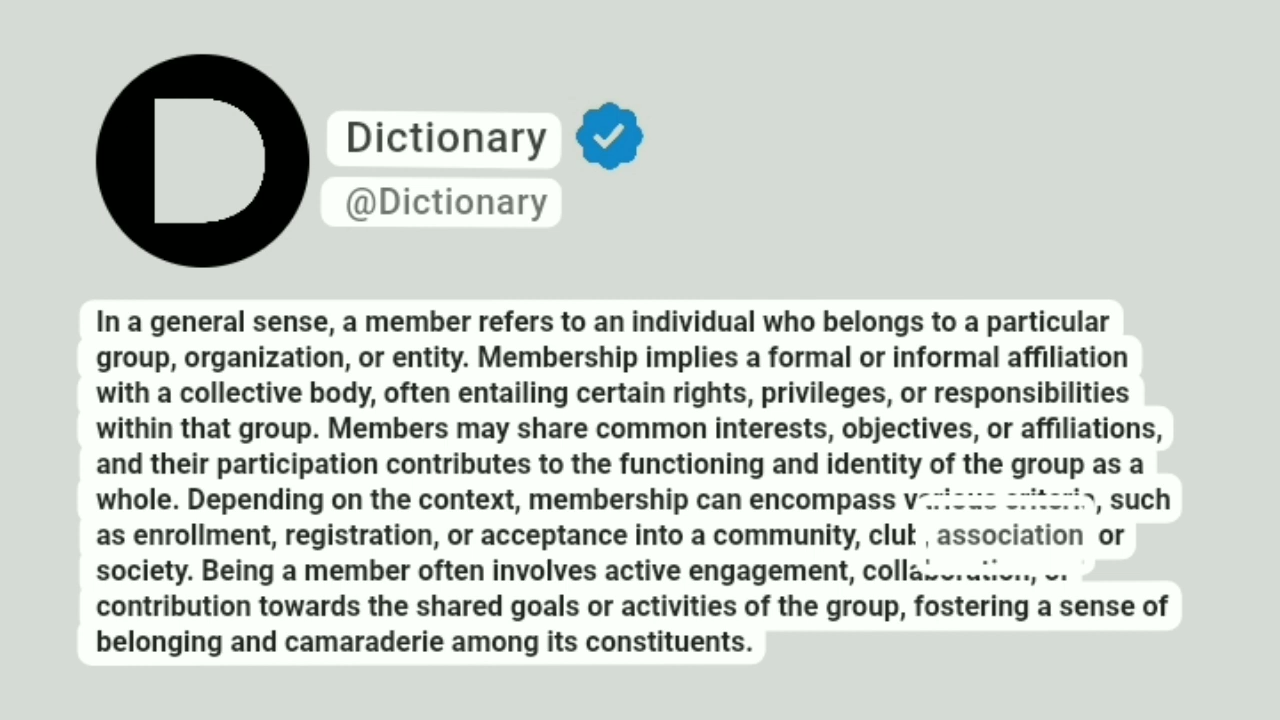 D
Dictionary
@Dictionary
In a general sense, a member refers to an individual who belongs to a particular
group, organization, or entity. Membership implies a formal or informal affiliation
with a collective body, often entailing certain rights, privileges, or responsibilities
within that group. Members may share common interests, objectives, or affiliations,
and their participation contributes to the functioning and identity of the group as a
whole. Depending on the context, membership can encompass various criteria, such
as enrollment, registration, or acceptance into a community, club, association or
society. Being a member often involves active engagement, collaboration, or
contribution towards the shared goals or activities of the group, fostering a sense of
belonging and camaraderie among its constituents.